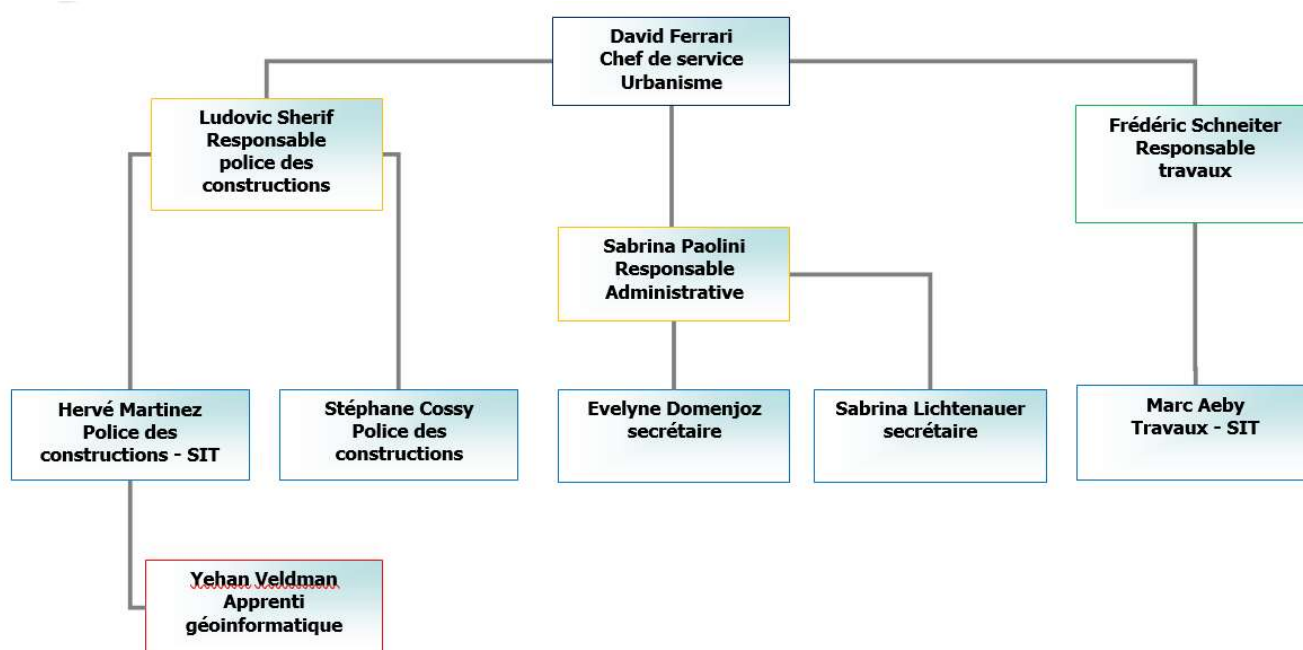 David Ferrari
Chef de service
Urbanisme
Ludovic Sherif
Responsable
police des
constructions
Frédéric Schneiter
Responsable
travaux
Sabrina Paolini
Responsable
Administrative
Hervé Martinez
Police des
constructions - SIT
Stéphane Cossy
Police des
constructions
Evelyne Domenjoz
secrétaire
Sabrina Lichtenauer
secrétaire
Marc Aeby
Travaux - SIT
Yehan Veldman
Apprenti
géoinformatique